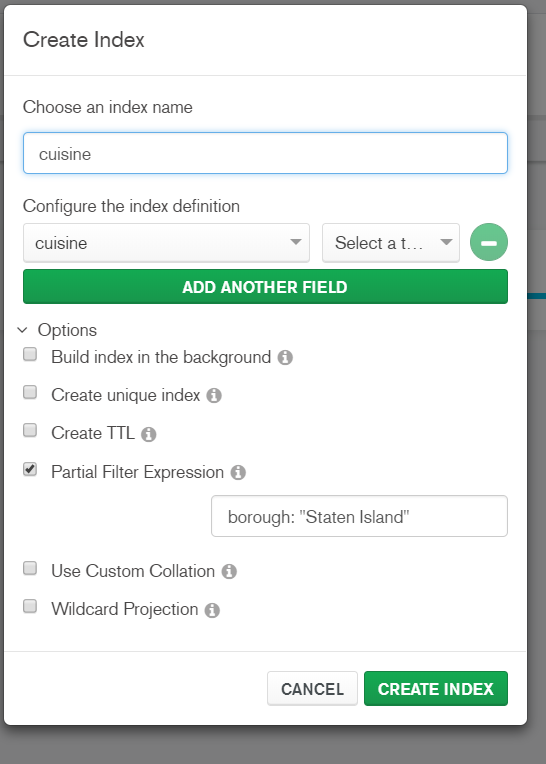 Create Index
Choose an index name
cuisine
Configure the index definition
cuisine
Select a t...
ADD ANOTHER FIELD
Options
Build index in the background
Create unique index
Create TTL
Partial Filter Expression
borough: "Staten Island"
Use Custom Collation
Wildcard Projection
CANCEL
CREATE INDEX